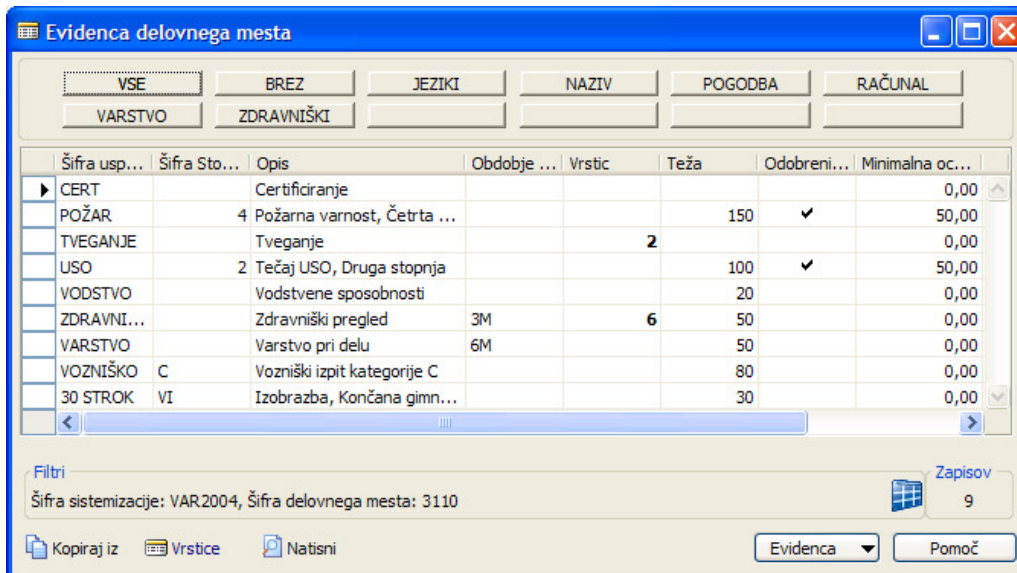 Evidenca delovnega mesta
VSE BREZ JEZIKI NAZIV POGODBA RAČUNAL
VARSTVO ZDRAVNIŠKI
Šifra usp... Šifra Sto... Opis Obdobje ... Vrstic Teža Odobreni... Minimalna oc...
CERT Certificiranje 0,00
POŽAR 4 Požarna varnost, Četrta ... 150 ✔ 50,00
TVEGANJE Tveganje 2 0,00
USO 2 Tečaj USO, Druga stopnja 100 ✔ 50,00
VODSTVO Vodstvene sposobnosti 20 0,00
ZDRAVNI... Zdravniški pregled 3M 6 50 0,00
VARSTVO Varstvo pri delu 6M 50 0,00
VOZNIŠKO C Vozniški izpit kategorije C 80 0,00
30 STROK VI Izobrazba, Končana gimn... 30 0,00
Filtri Zapisov
Šifra sistemizacije: VAR2004, Šifra delovnega mesta: 3110 9
Kopiraj iz Vrstice Natisni Evidenca Pomoč